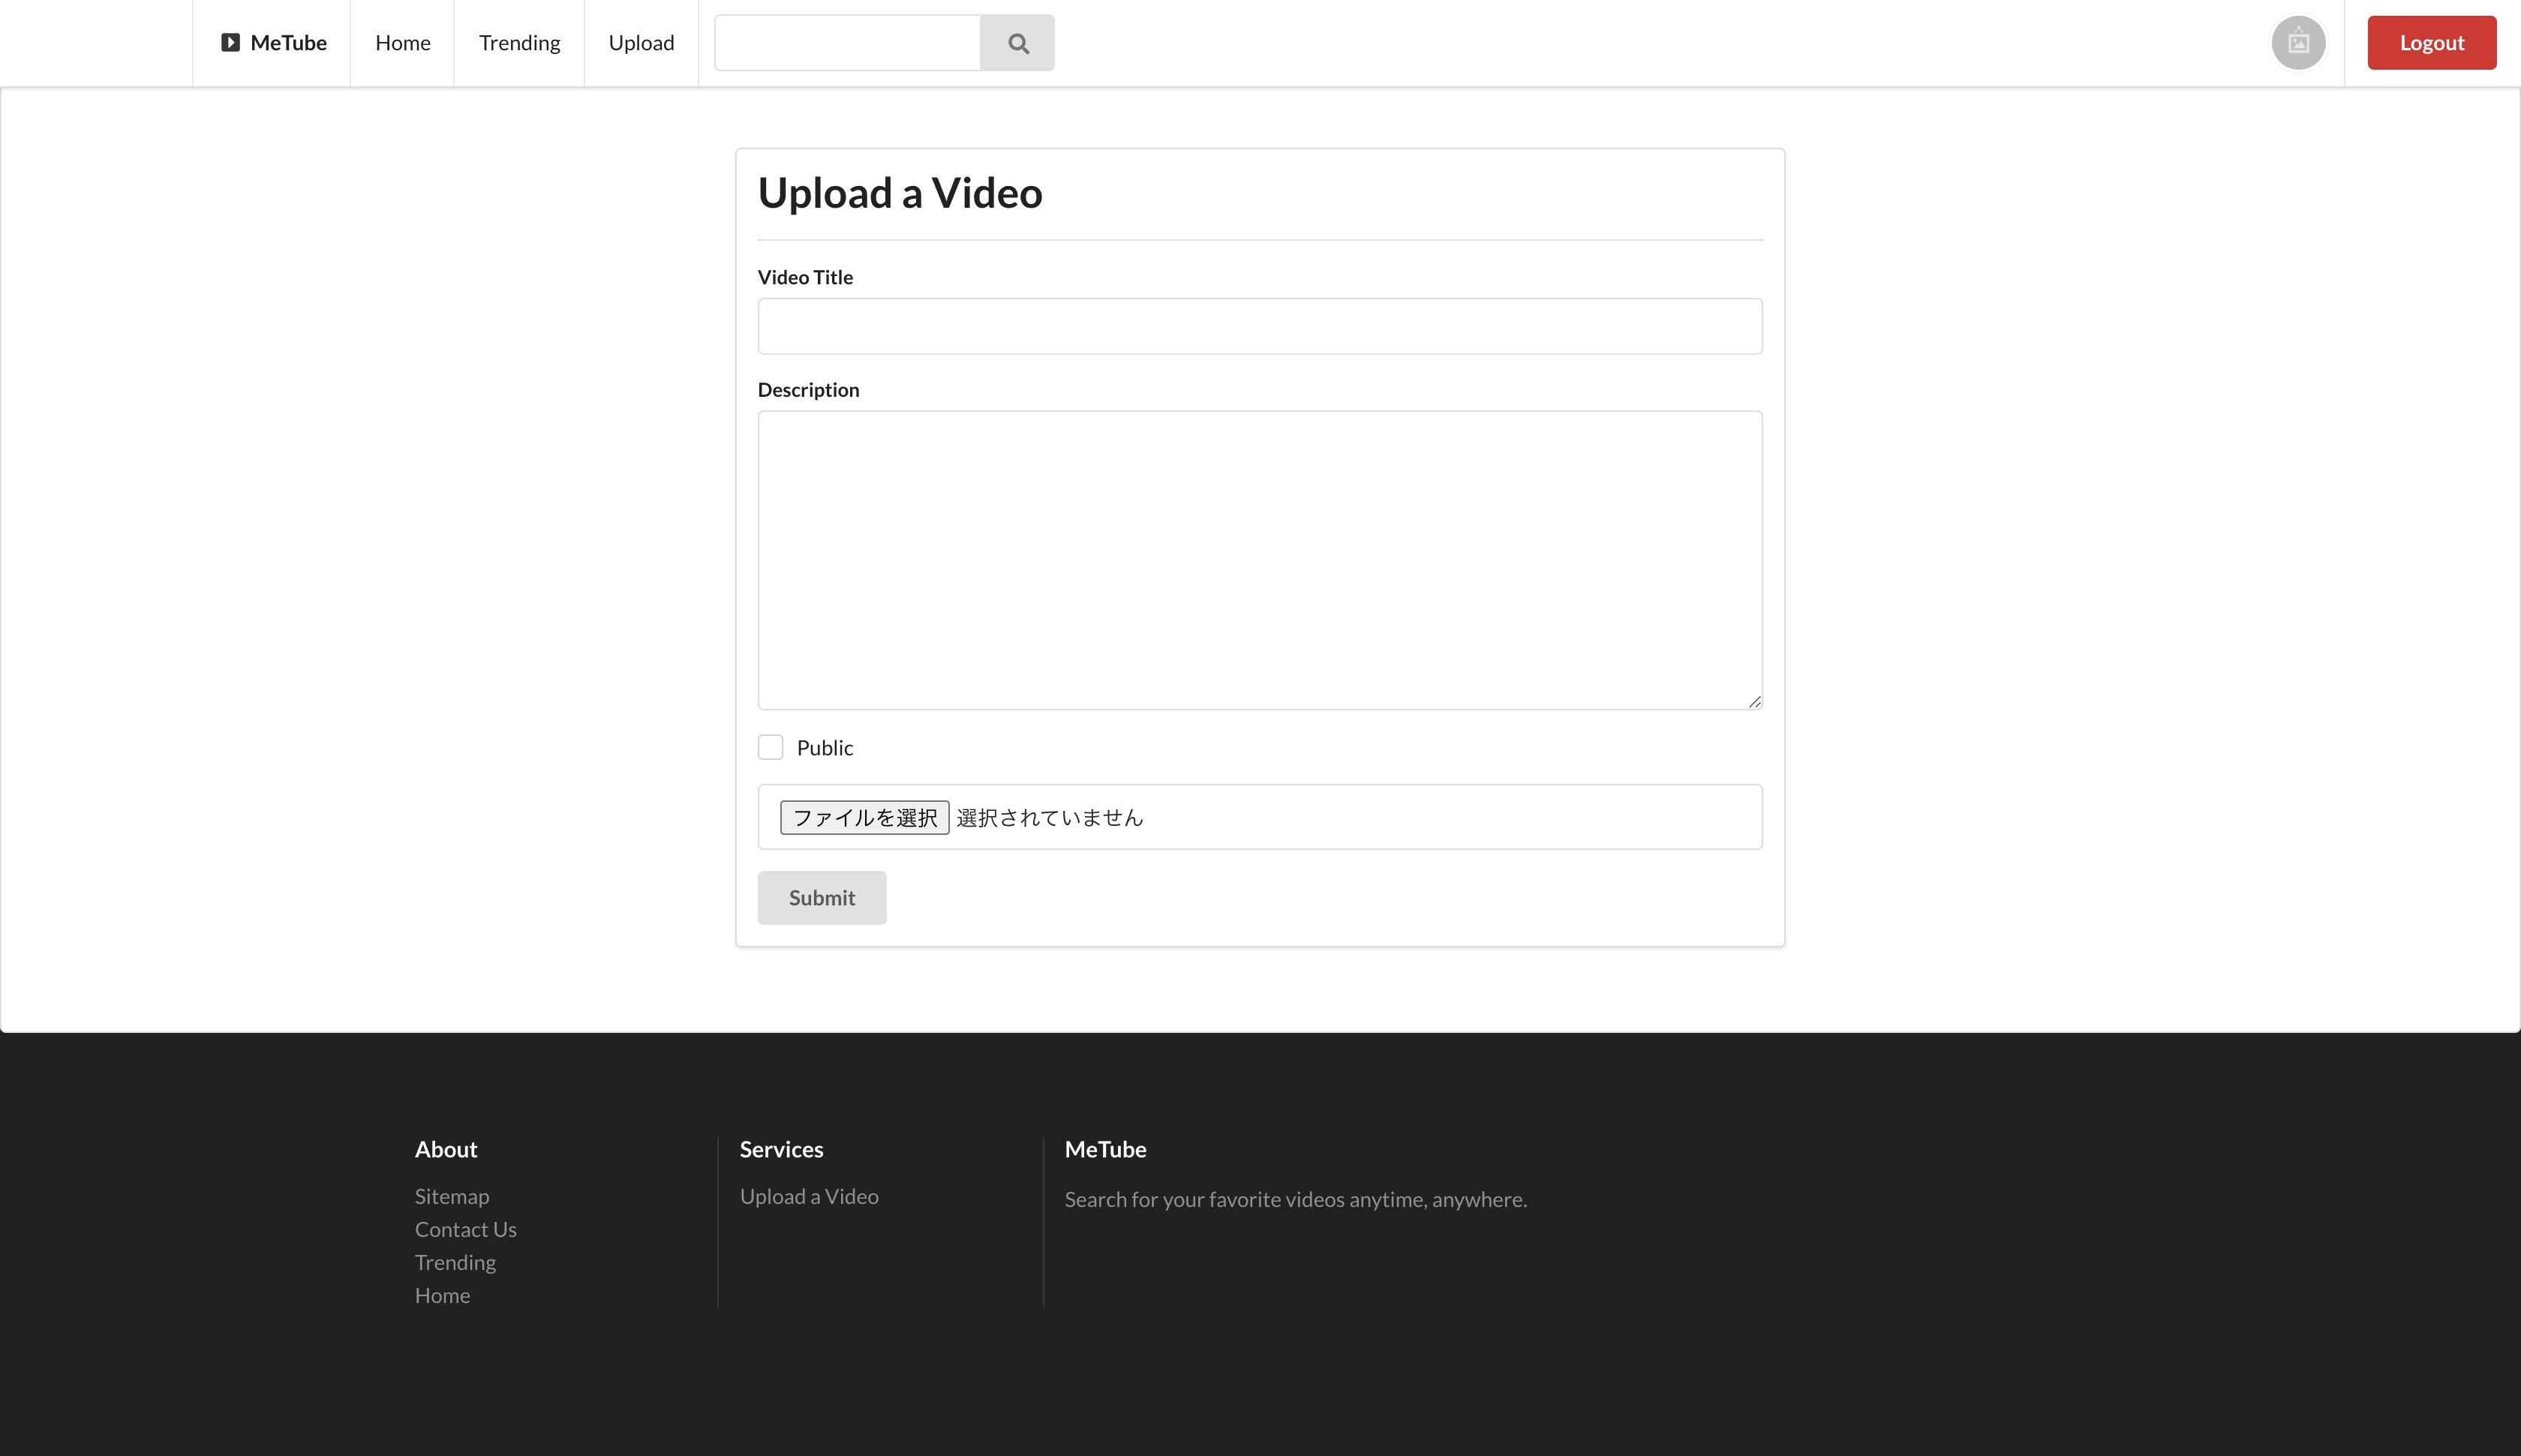 MeTube
Home
Trending
Upload
Logout
Upload a Video
Video Title
Description
Public
ファイルを選択 選択されていません
Submit
About
Sitemap
Contact Us
Trending
Home
Services
Upload a Video
MeTube
Search for your favorite videos anytime, anywhere.